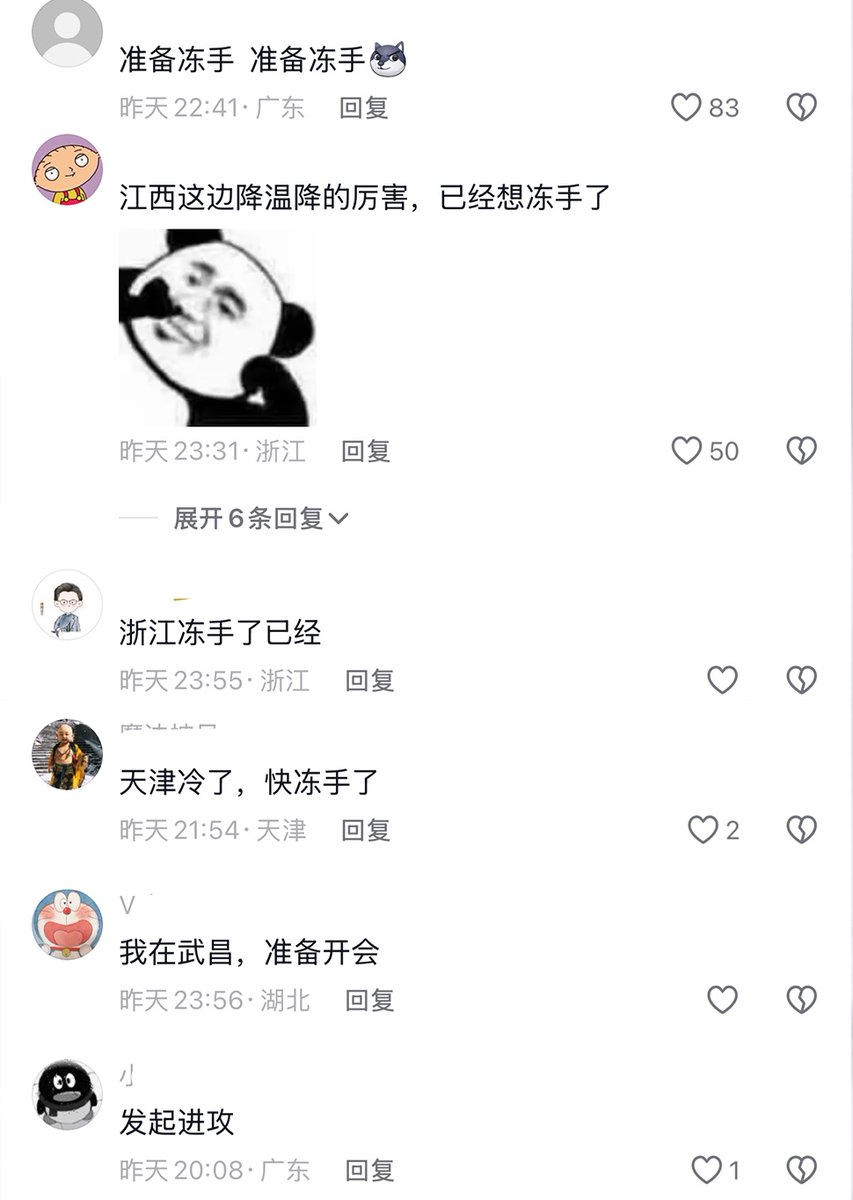 准备冻手 准备冻手
昨天 22:41·广东 回复 83
江西这边降温降的厉害，已经想冻手了
昨天 23:31·浙江 回复 50
展开6条回复
浙江冻手了已经
昨天 23:55·浙江 回复
天津冷了，快冻手了
昨天 21:54·天津 回复 2
V
我在武昌，准备开会
昨天 23:56·湖北 回复
小
发起进攻
昨天 20:08·广东 回复 1